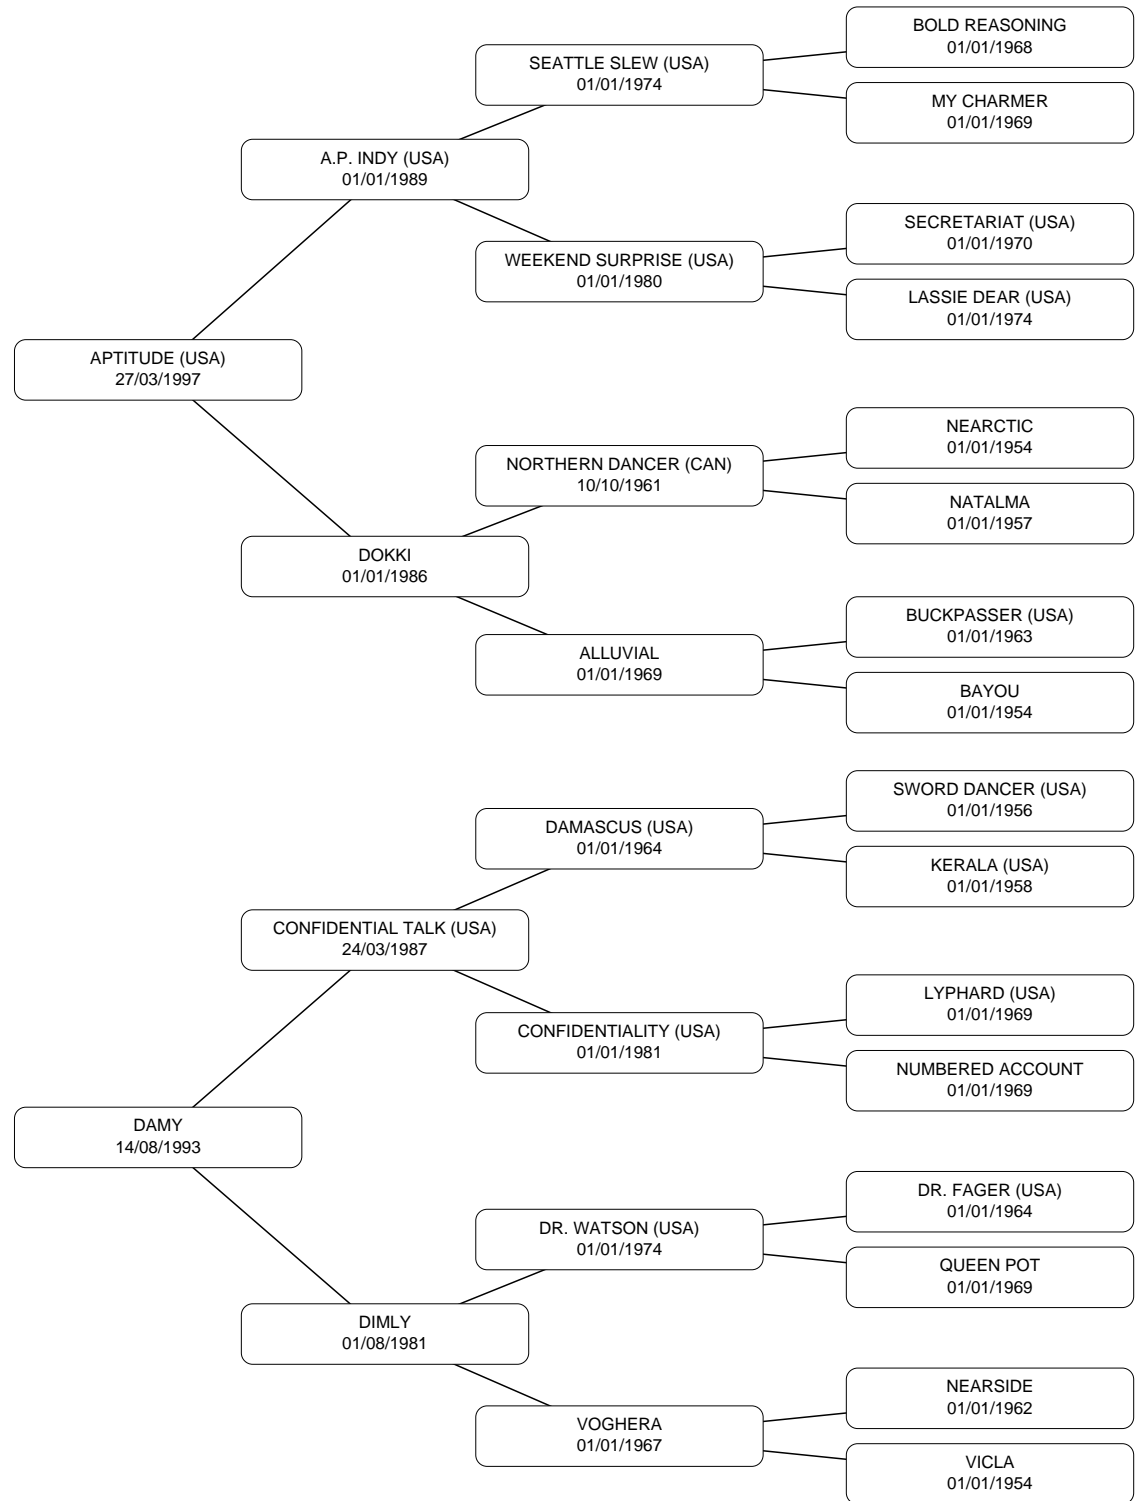 BOLD REASONING
01/01/1968
SEATTLE SLEW (USA)
01/01/1974
MY CHARMER
01/01/1969
A.P. INDY (USA)
01/01/1989
SECRETARIAT (USA)
01/01/1970
WEEKEND SURPRISE (USA)
01/01/1980
LASSIE DEAR (USA)
01/01/1974
APTITUDE (USA)
27/03/1997
NEARCTIC
01/01/1954
NORTHERN DANCER (CAN)
10/10/1961
NATALMA
01/01/1957
DOKKI
01/01/1986
BUCKPASSER (USA)
01/01/1963
ALLUVIAL
01/01/1969
BAYOU
01/01/1954
SWORD DANCER (USA)
01/01/1956
DAMASCUS (USA)
01/01/1964
KERALA (USA)
01/01/1958
CONFIDENTIAL TALK (USA)
24/03/1987
LYPHARD (USA)
01/01/1969
CONFIDENTIALITY (USA)
01/01/1981
NUMBERED ACCOUNT
01/01/1969
DAMY
14/08/1993
DR. FAGER (USA)
01/01/1964
DR. WATSON (USA)
01/01/1974
QUEEN POT
01/01/1969
DIMLY
01/08/1981
NEARSIDE
01/01/1962
VOGHERA
01/01/1967
VICLA
01/01/1954